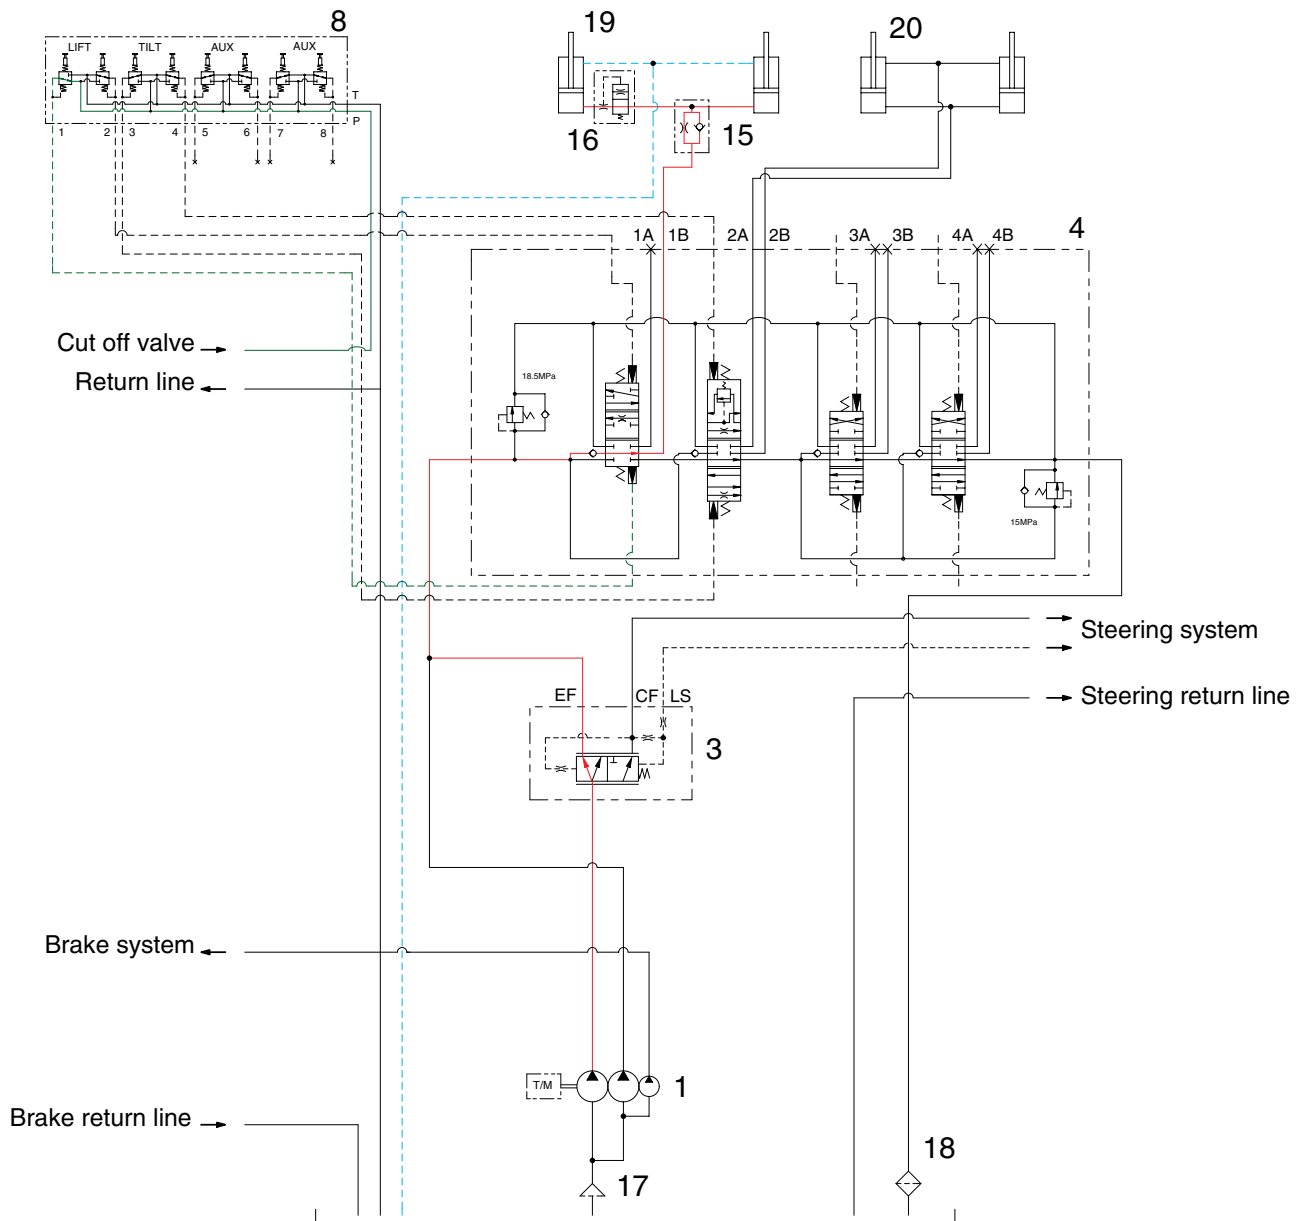 8
19
20
LIFT TILT AUX AUX
T
P
1 2 3 4 5 6 7 8
16
15
1A 1B 2A 2B 3A 3B 4A 4B
4
Cut off valve
Return line
18.5MPa
15MPa
Steering system
EF CF LS
Steering return line
3
Brake system
T/M
1
Brake return line
17
18